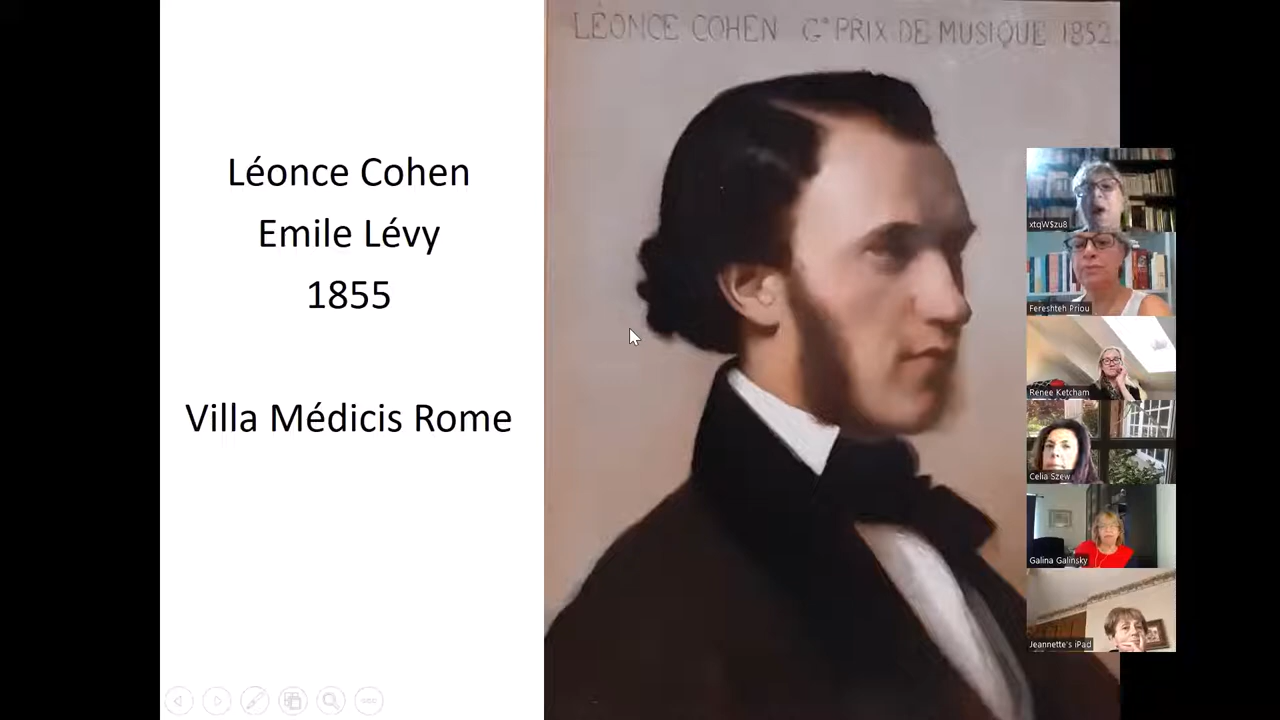 Léonce Cohen
Emile Lévy
1855
Villa Médicis Rome
LÉONCE COHEN G^D PRIX DE MUSIQUE 1852.
xtqW$zu8
Fereshteh Priou
Renee Ketcham
Celia Szew
Galina Galinsky
Jeannette's iPad